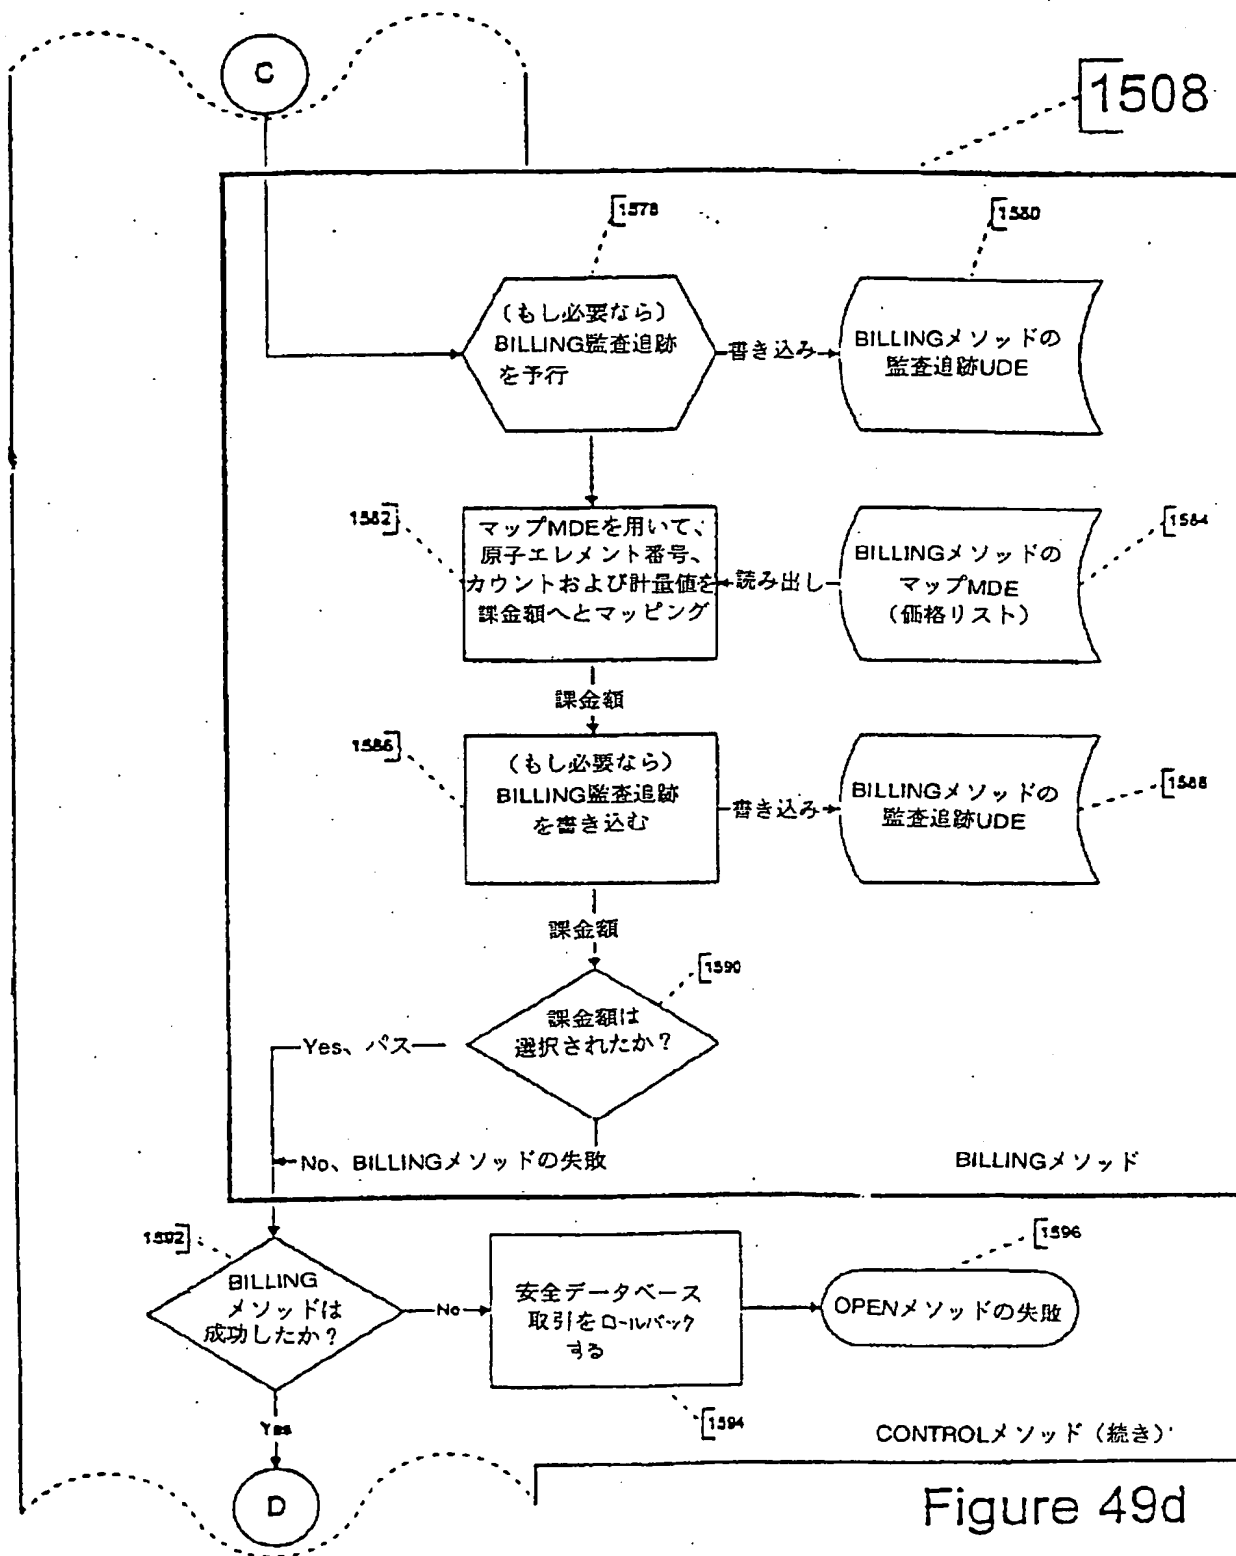 C
1508
1578
1580
(もし必要なら)
BILLING監査追跡
を予行
書き込み
BILLINGメソッドの
監査追跡UDE
1582
マップMDEを用いて、
原子エレメント番号、
カウントおよび計量値を
課金額へとマッピング
読み出し
BILLINGメソッドの
マップMDE
(価格リスト)
1584
課金額
1586
(もし必要なら)
BILLING監査追跡
を書き込む
書き込み
BILLINGメソッドの
監査追跡UDE
1588
課金額
1590
課金額は
選択されたか?
Yes、パス
No、BILLINGメソッドの失敗
BILLINGメソッド
1592
BILLING
メソッドは
成功したか?
No
安全データベース
取引をロールバック
する
1594
1596
OPENメソッドの失敗
Yes
CONTROLメソッド(続き)
D
Figure 49d